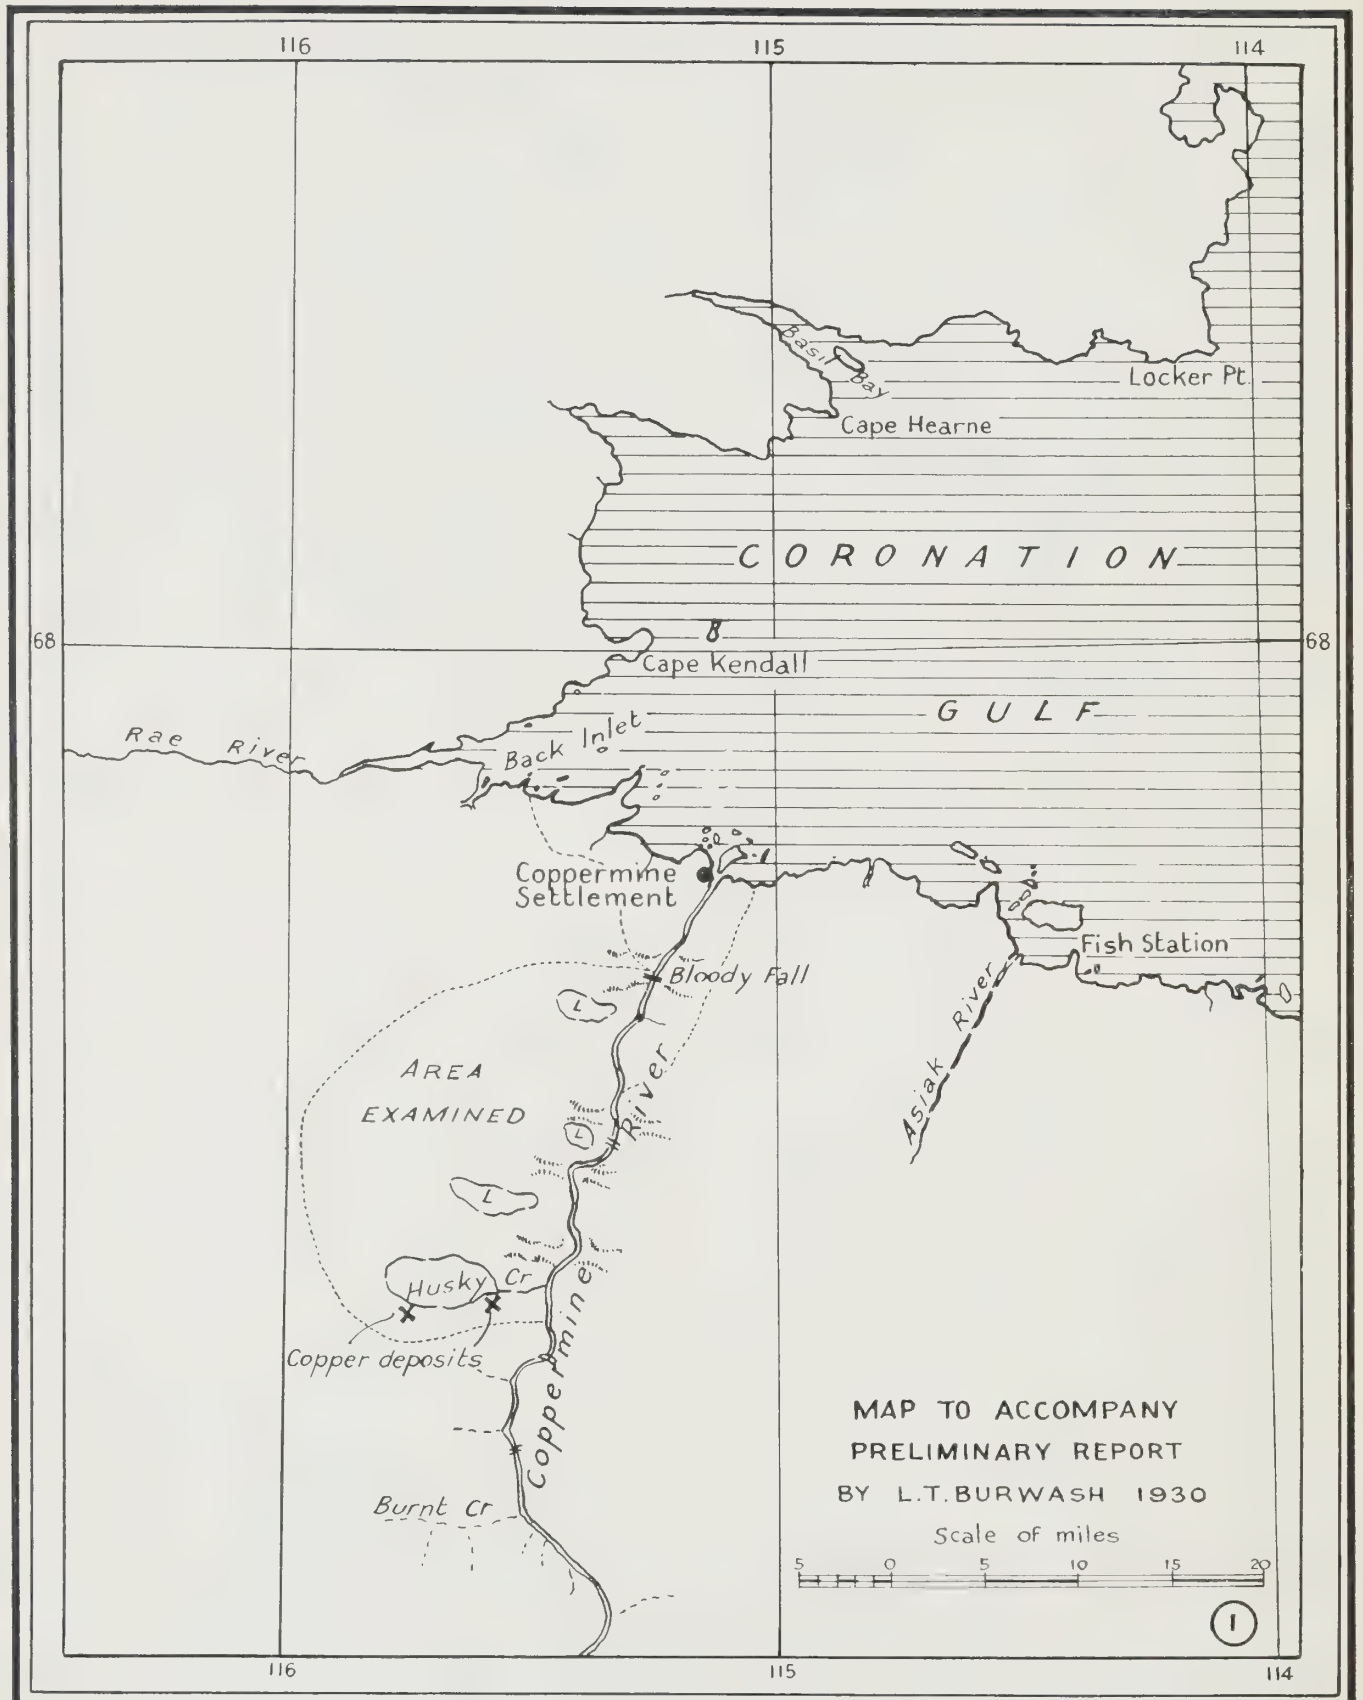 116 115 114
Basil Bay
Locker Pt.
Cape Hearne
CORONATION
68 68
Cape Kendall
GULF
Rae River
Back Inlet
Coppermine
Settlement
Fish Station
Bloody Fall
L
Asiak River
AREA
EXAMINED
L
L
Husky Cr
Copper deposits
Coppermine River
MAP TO ACCOMPANY
PRELIMINARY REPORT
BY L.T. BURWASH 1930
Burnt Cr
Scale of miles
5 0 5 10 15 20
1
116 115 114